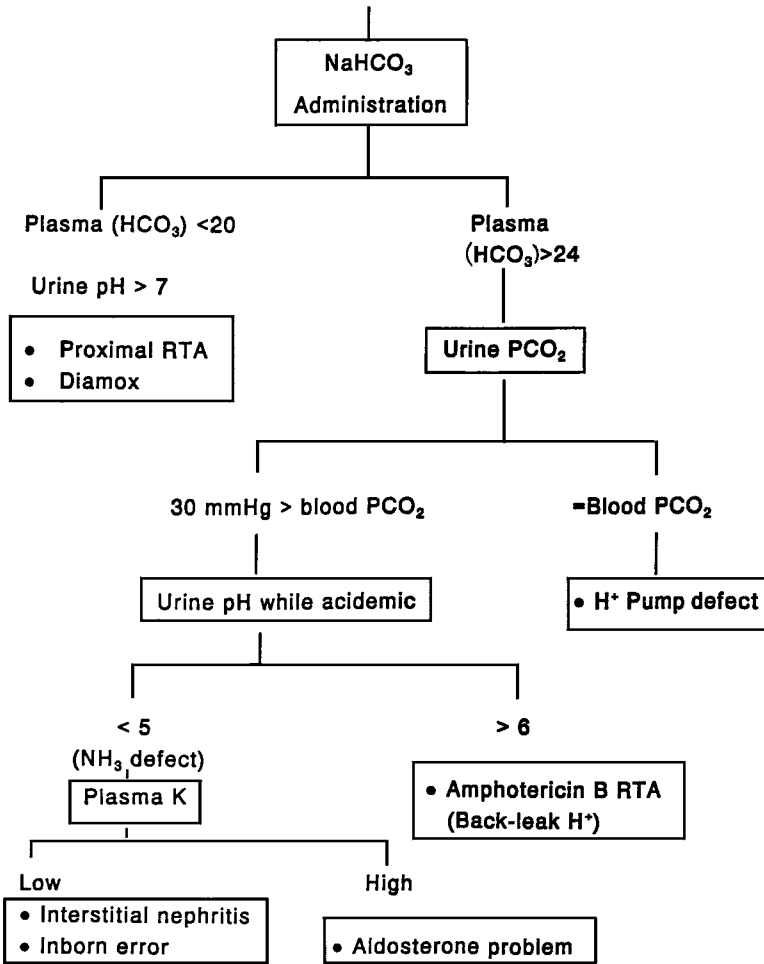 NaHCO₃
Administration
Plasma (HCO₃) <20
Plasma
(HCO₃)>24
Urine pH > 7
• Proximal RTA
• Diamox
Urine PCO₂
30 mmHg > blood PCO₂
=Blood PCO₂
Urine pH while acidemic
• H⁺ Pump defect
< 5
> 6
(NH₃ defect)
Plasma K
• Amphotericin B RTA
(Back-leak H⁺)
Low
High
• Interstitial nephritis
• Inborn error
• Aldosterone problem